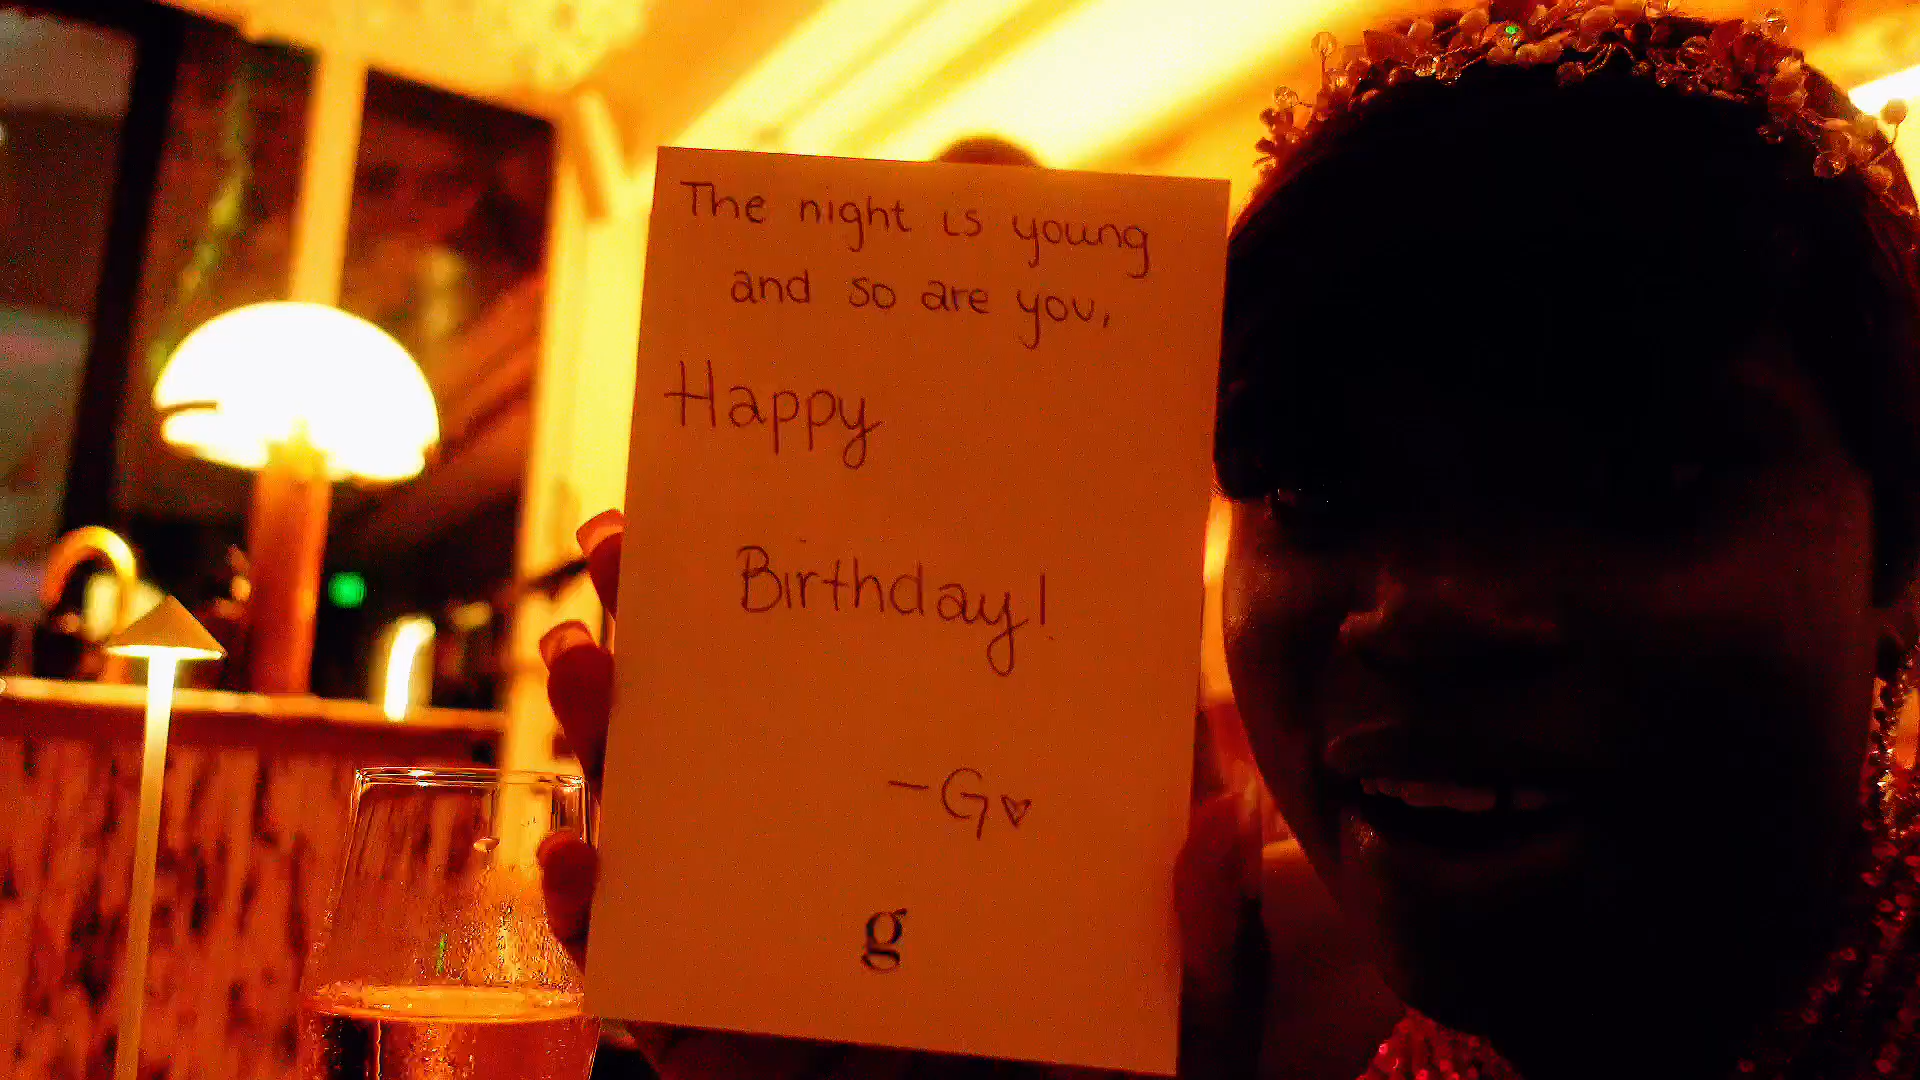 The night is young
and so are you,
Happy
Birthday!
-G♥
g